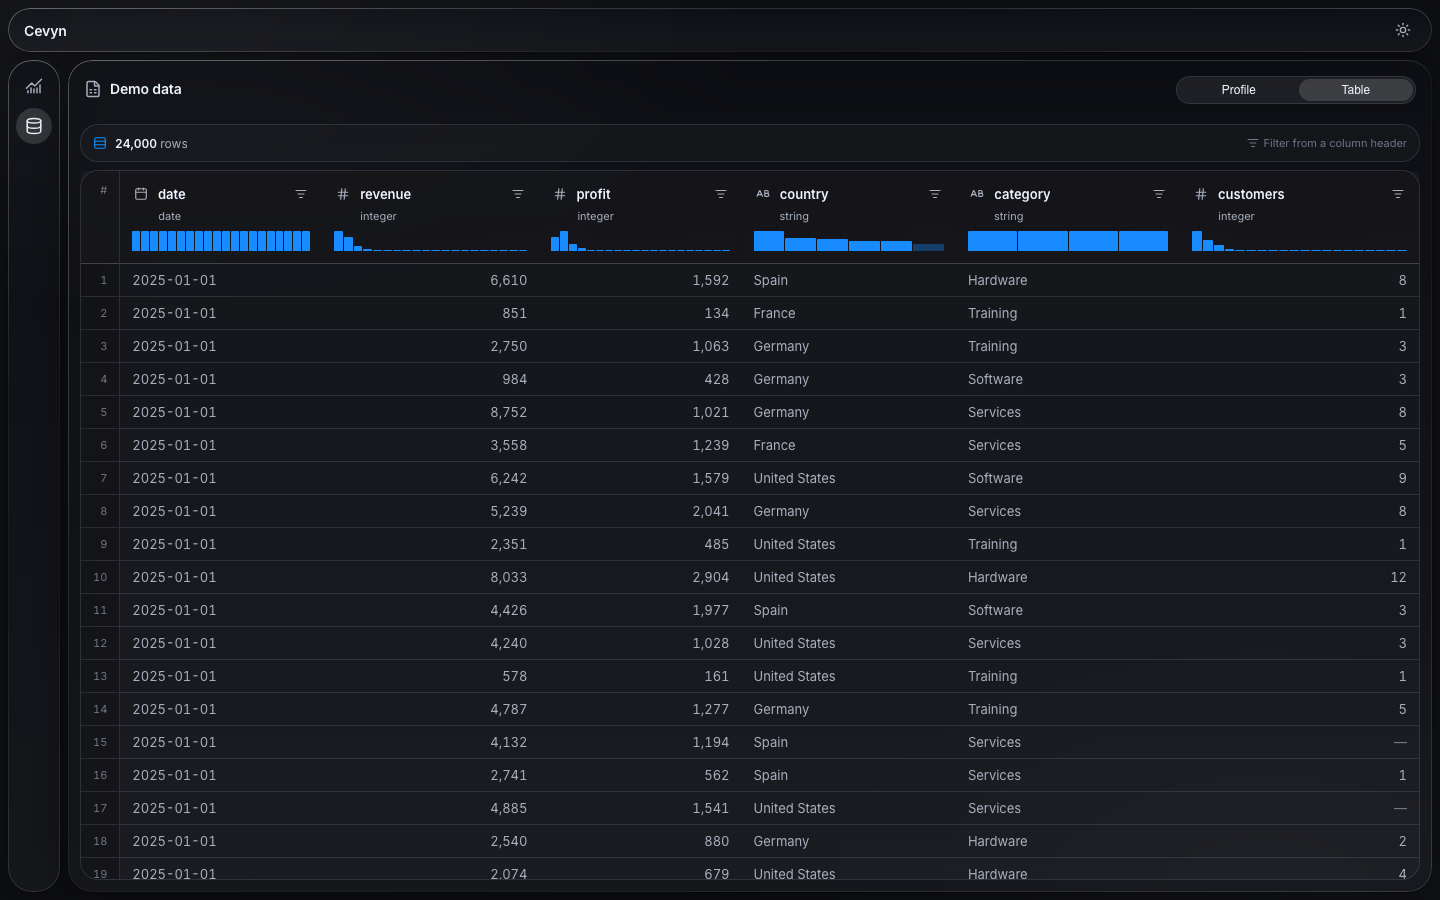 Cevyn
Demo data
Profile Table
24,000 rows
Filter from a column header
# date revenue profit AB country AB category customers
date integer integer string string integer
1 2025-01-01 6,610 1,592 Spain Hardware 8
2 2025-01-01 851 134 France Training 1
3 2025-01-01 2,750 1,063 Germany Training 3
4 2025-01-01 984 428 Germany Software 3
5 2025-01-01 8,752 1,021 Germany Services 8
6 2025-01-01 3,558 1,239 France Services 5
7 2025-01-01 6,242 1,579 United States Software 9
8 2025-01-01 5,239 2,041 Germany Services 8
9 2025-01-01 2,351 485 United States Training 1
10 2025-01-01 8,033 2,904 United States Hardware 12
11 2025-01-01 4,426 1,977 Spain Software 3
12 2025-01-01 4,240 1,028 United States Services 3
13 2025-01-01 578 161 United States Training 1
14 2025-01-01 4,787 1,277 Germany Training 5
15 2025-01-01 4,132 1,194 Spain Services —
16 2025-01-01 2,741 562 Spain Services 1
17 2025-01-01 4,885 1,541 United States Services —
18 2025-01-01 2,540 880 Germany Hardware 2
19 2025-01-01 2,074 679 United States Hardware 4